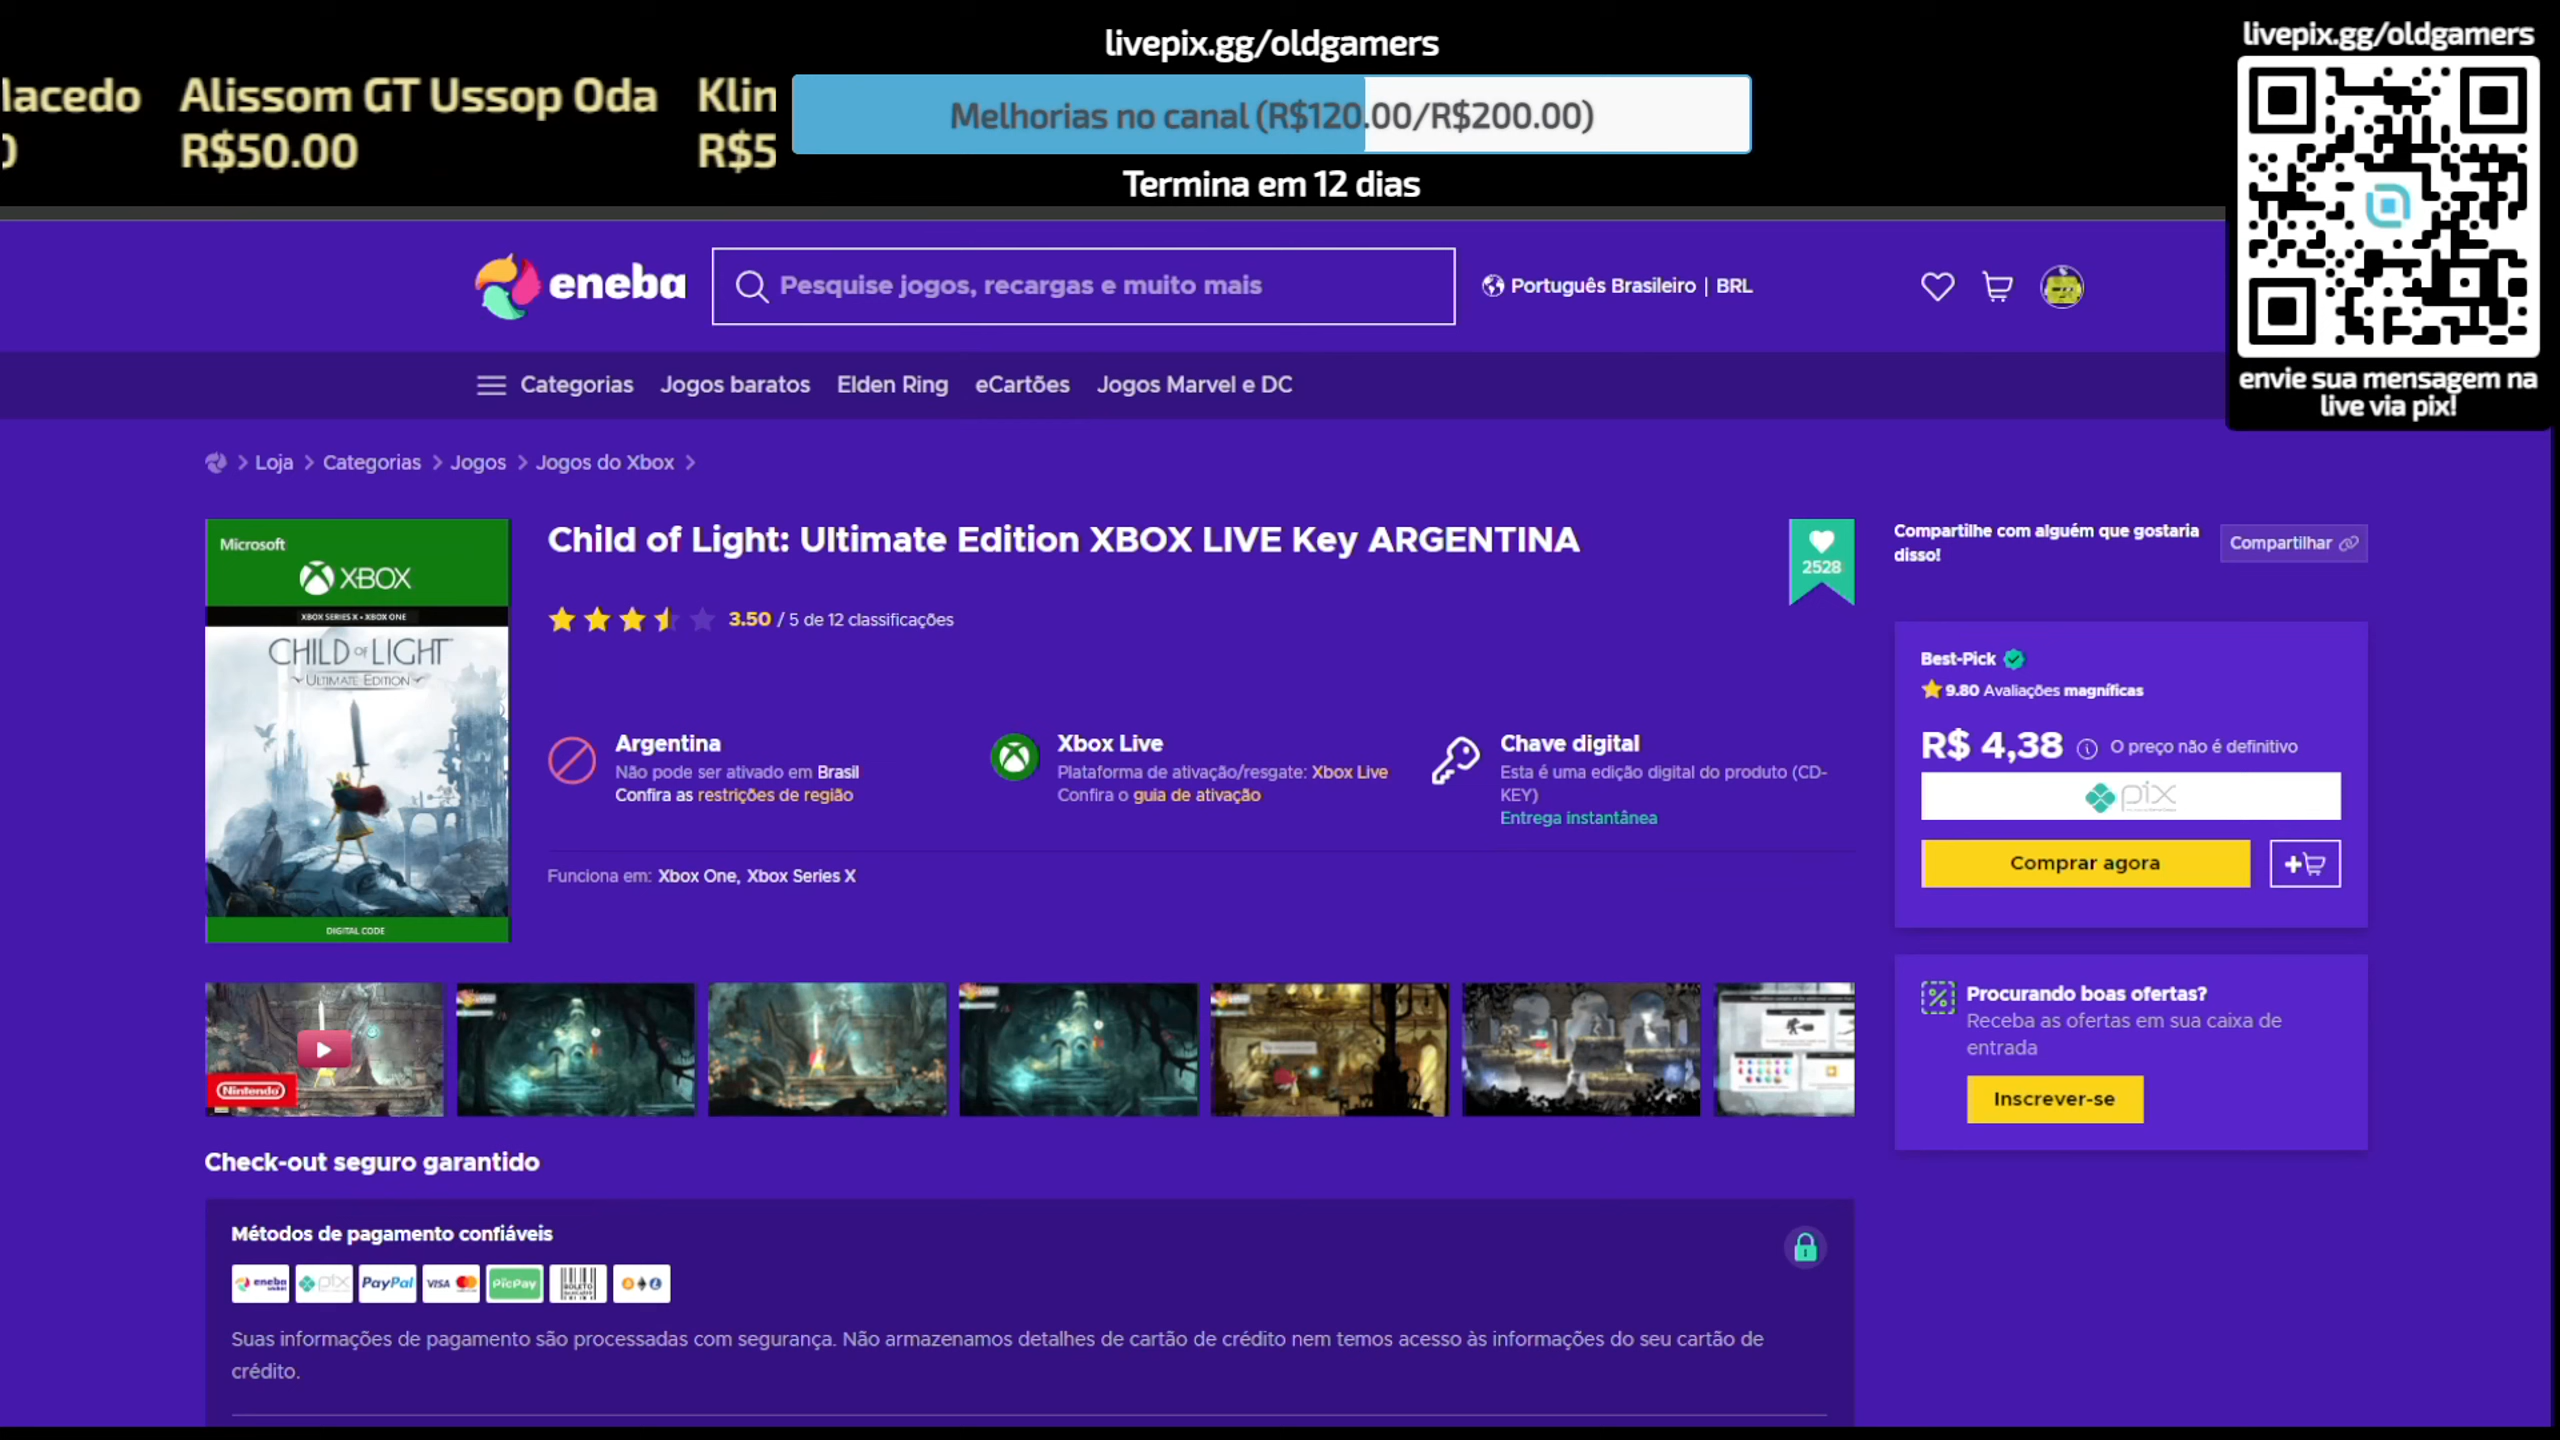 livepix.gg/oldgamers
livepix.gg/oldgamers
lacedo
Alissom GT Ussop Oda
Klin
R$50.00
R$5
Melhorias no canal (R$120.00/R$200.00)
Termina em 12 dias
envie sua mensagem na
live via pix!
eneba
Pesquise jogos, recargas e muito mais
Português Brasileiro | BRL
Categorias
Jogos baratos
Elden Ring
eCartões
Jogos Marvel e DC
Loja
Categorias
Jogos
Jogos do Xbox
Microsoft
XBOX
XBOX SERIES X • XBOX ONE
CHILD OF LIGHT
ULTIMATE EDITION
DIGITAL CODE
Child of Light: Ultimate Edition XBOX LIVE Key ARGENTINA
3.50 / 5 de 12 classificações
2528
Compartilhe com alguém que gostaria
disso!
Compartilhar
Argentina
Não pode ser ativado em Brasil
Confira as restrições de região
Xbox Live
Plataforma de ativação/resgate: Xbox Live
Confira o guia de ativação
Chave digital
Esta é uma edição digital do produto (CD-
KEY)
Entrega instantânea
Funciona em: Xbox One, Xbox Series X
Best-Pick
9.80 Avaliações magníficas
R$ 4,38
O preço não é definitivo
pix
Comprar agora
Procurando boas ofertas?
Receba as ofertas em sua caixa de
entrada
Inscrever-se
Nintendo
Check-out seguro garantido
Métodos de pagamento confiáveis
eneba
pix
PayPal
VISA
PicPay
BOLETO
Suas informações de pagamento são processadas com segurança. Não armazenamos detalhes de cartão de crédito nem temos acesso às informações do seu cartão de
crédito.